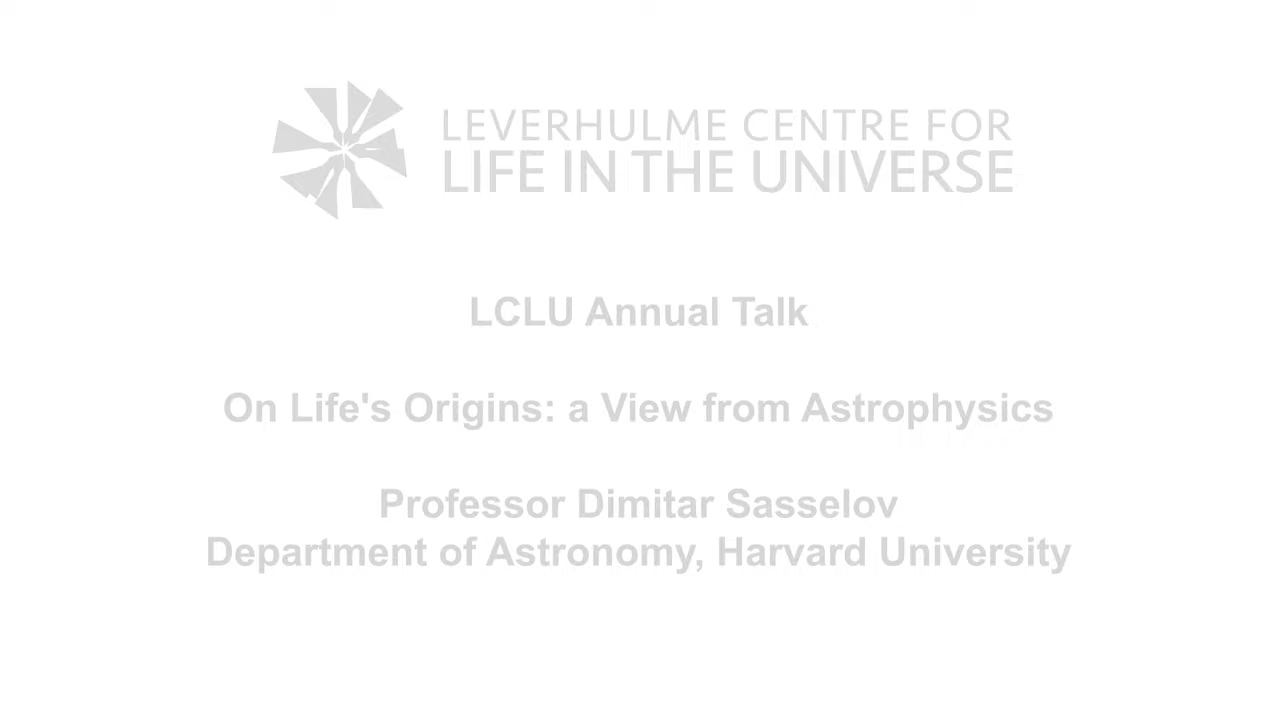 LEVERHULME CENTRE FOR
LIFE IN THE UNIVERSE
LCLU Annual Talk
On Life's Origins: a View from Astrophysics
Professor Dimitar Sasselov
Department of Astronomy, Harvard University